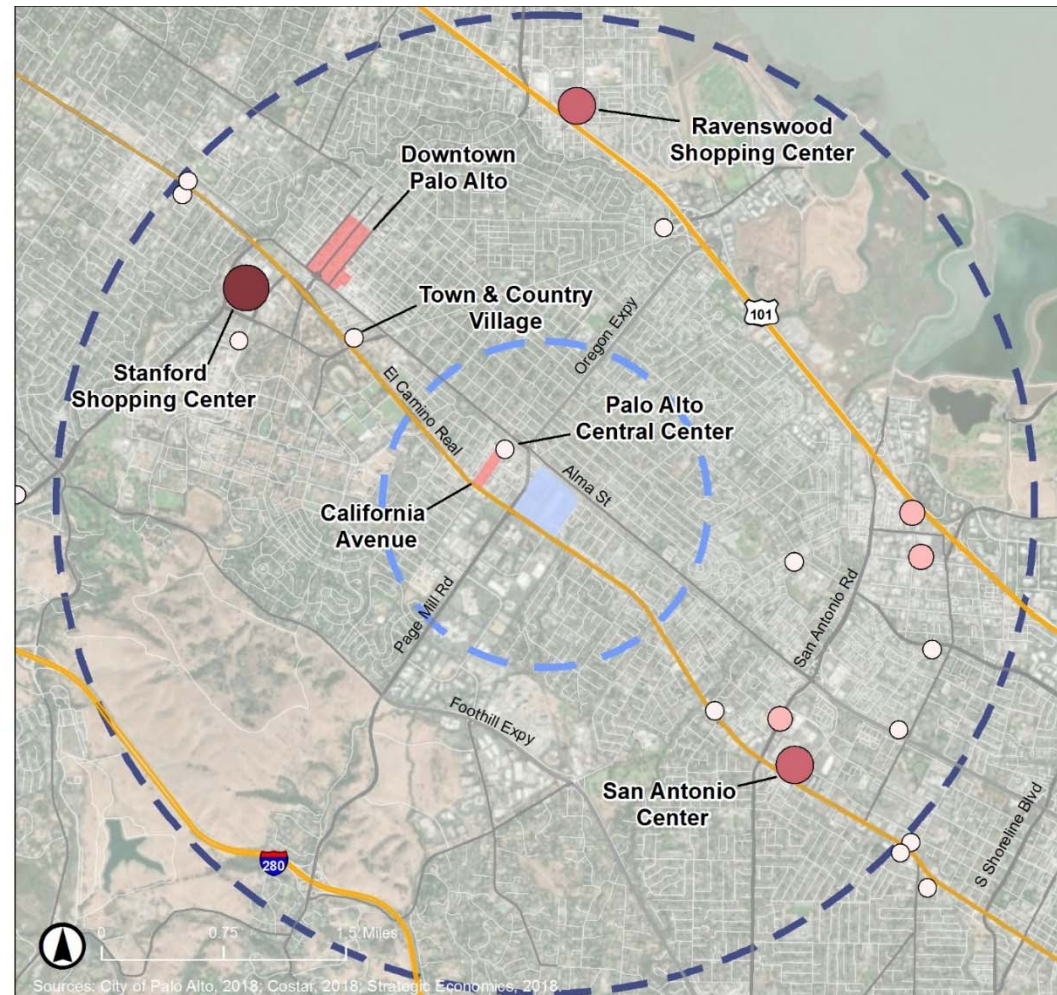 Ravenswood
Shopping Center
Downtown
Palo Alto
101
Town & Country
Village
Oregon Expy
Stanford
Shopping Center
El Camino Real
Palo Alto
Central Center
Alma St
California
Avenue
Page Mill Rd
San Antonio Rd
Foothill Expy
San Antonio
Center
S Shoreline Blvd
280
0 0.75 1.5 Miles
Sources: City of Palo Alto, 2018; Costar, 2018; Strategic Economics, 2018.